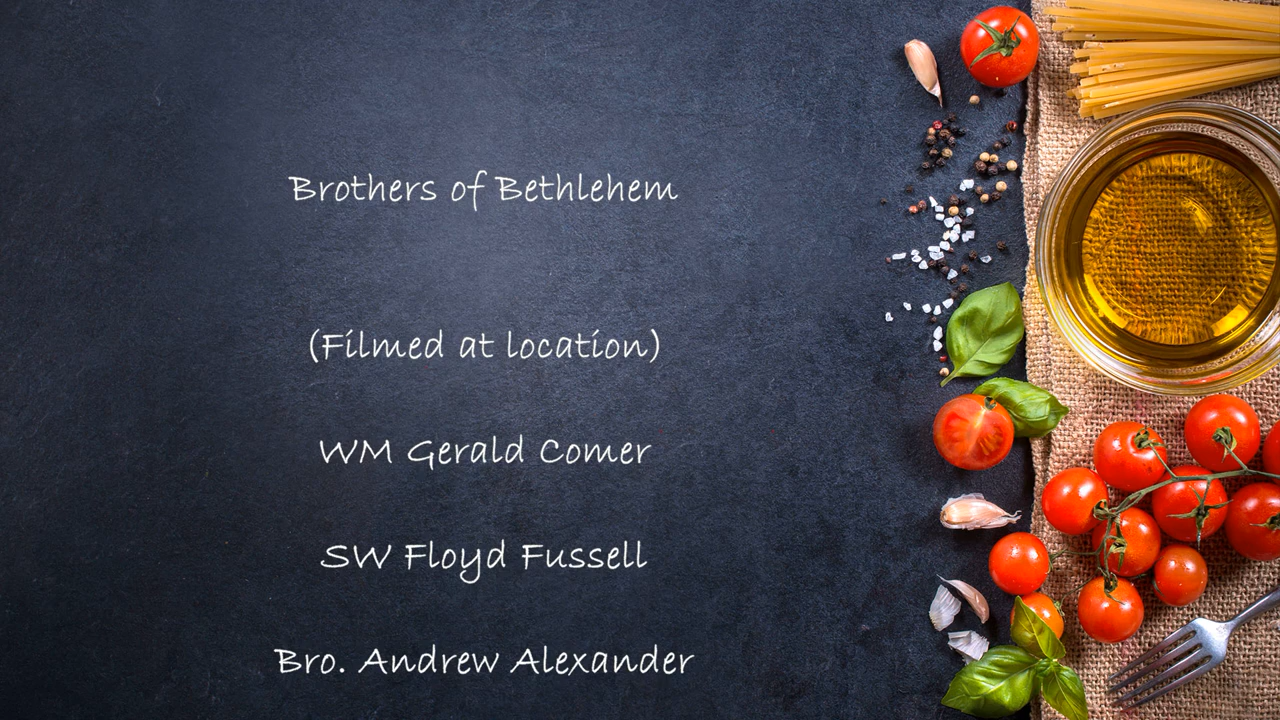 Brothers of Bethlehem
(Filmed at location)
WM Gerald Comer
SW Floyd Fussell
Bro. Andrew Alexander